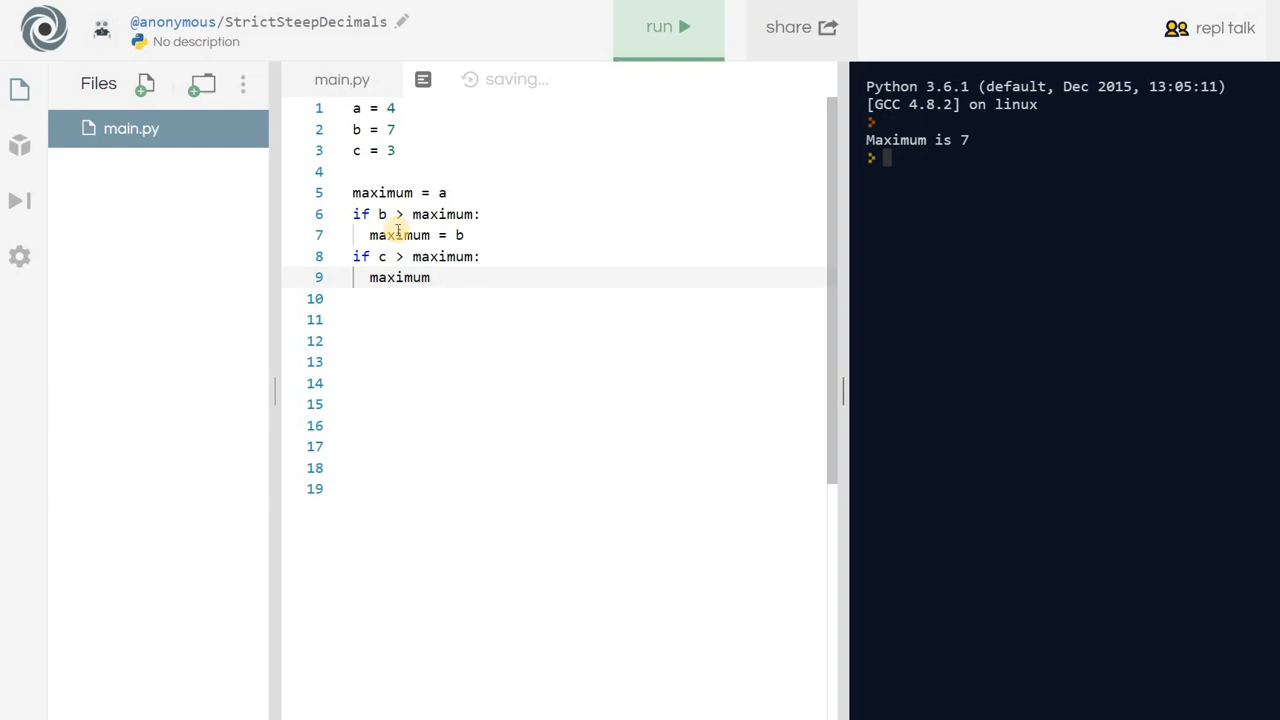 @anonymous/StrictSteepDecimals
No description
run
share
repl talk
Files
main.py
main.py
saving...
1 a = 4
2 b = 7
3 c = 3
4
5 maximum = a
6 if b > maximum:
7 maximum = b
8 if c > maximum:
9 maximum
10
11
12
13
14
15
16
17
18
19
Python 3.6.1 (default, Dec 2015, 13:05:11)
[GCC 4.8.2] on linux
Maximum is 7